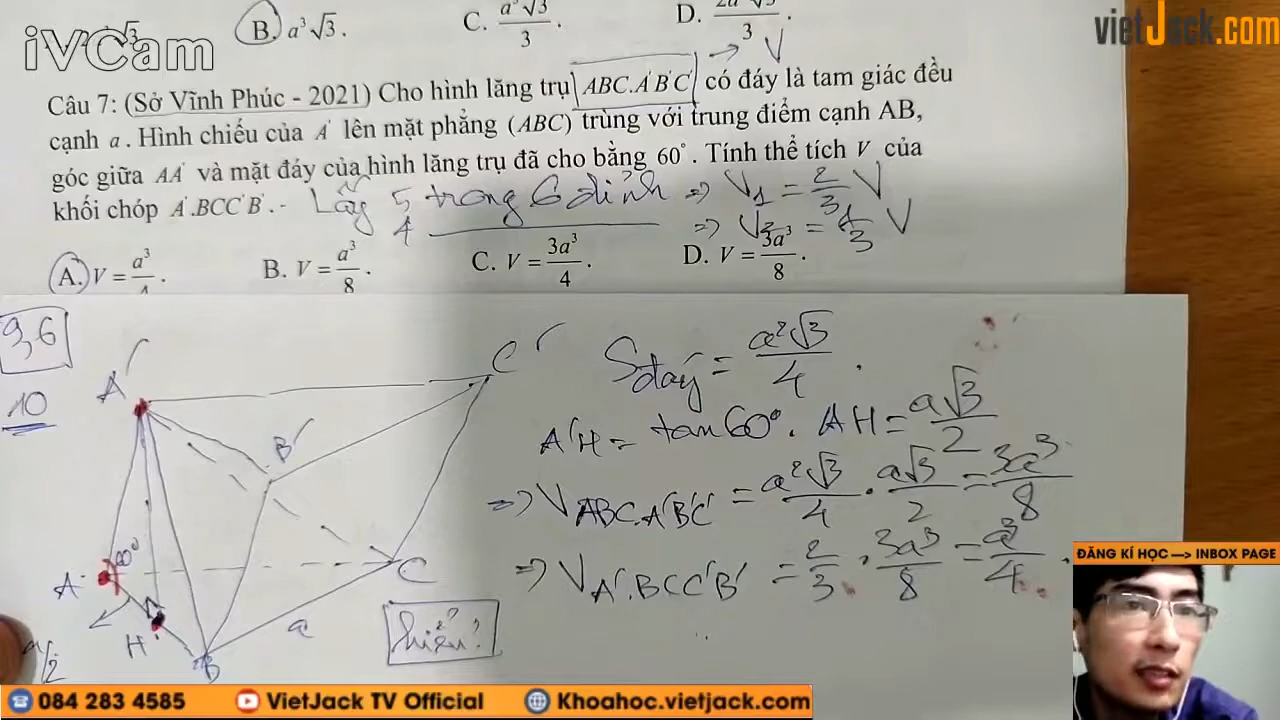 B. a³√3.
C. a³√3/3.
D. 2a³√3/3.
iVCam
vietJack.com
→ V
Câu 7: (Sở Vĩnh Phúc - 2021) Cho hình lăng trụ ABC.A'B'C' có đáy là tam giác đều
cạnh a. Hình chiếu của A' lên mặt phẳng (ABC) trùng với trung điểm cạnh AB,
góc giữa AA' và mặt đáy của hình lăng trụ đã cho bằng 60°. Tính thể tích V của
khối chóp A'.BCC'B'.
Lấy 5 trong 6 đỉnh => V₁ = 2/3 V
4 => V₂ = 1/3 V
A. V = a³/4.
B. V = a³/8.
C. V = 3a³/4.
D. V = 3a³/8.
9,6
10
A'
C'
B'
60°
A
C
H
a
a/2
B
hiểu?
Sđáy = a²√3/4.
A'H = tan60°. AH = a√3/2
=> V ABC.A'B'C' = a²√3/4 . a√3/2 = 3a³/8
=> V A'.BCC'B' = 2/3 . 3a³/8 = a³/4.
ĐĂNG KÍ HỌC —> INBOX PAGE
084 283 4585
VietJack TV Official
Khoahoc.vietjack.com